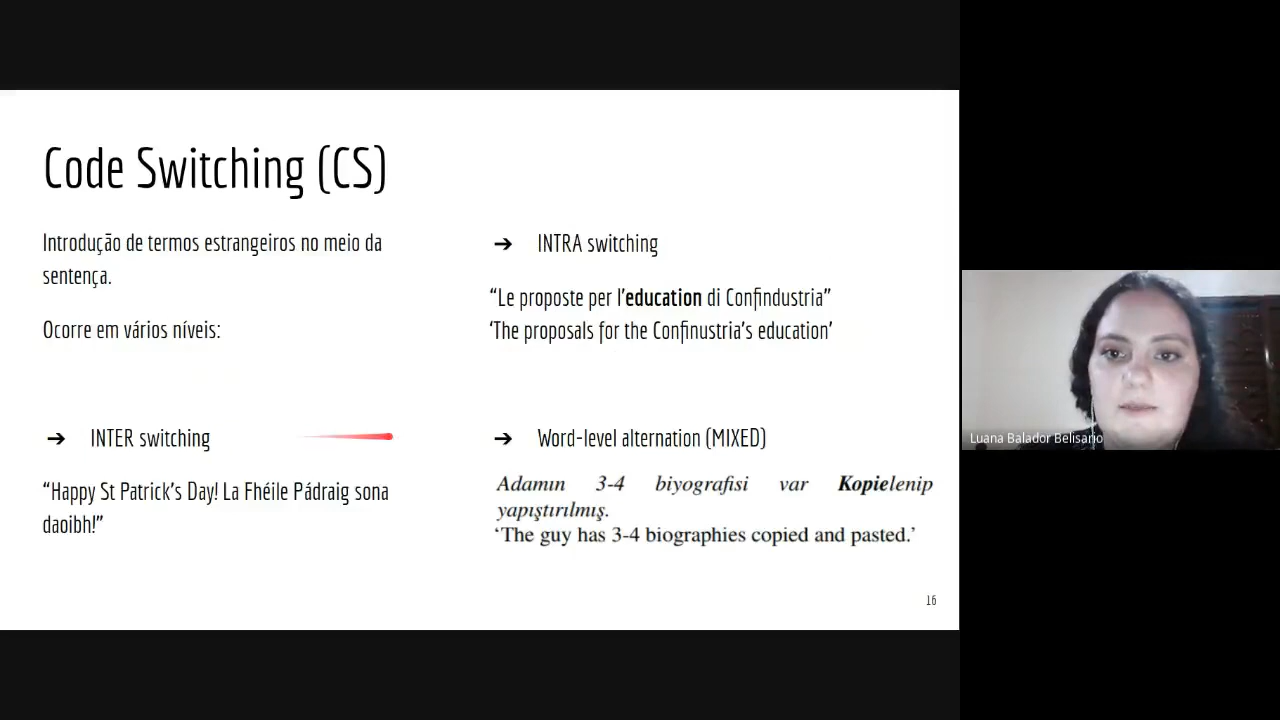 Code Switching (CS)
Introdução de termos estrangeiros no meio da
sentença.
Ocorre em vários níveis:
➔ INTER switching
“Happy St Patrick’s Day! La Fhéile Pádraig sona
daoibh!”
➔ INTRA switching
“Le proposte per l’education di Confindustria”
‘The proposals for the Confinustria’s education’
➔ Word-level alternation (MIXED)
Adamın 3-4 biyografisi var Kopielenip
yapıştırılmış.
‘The guy has 3-4 biographies copied and pasted.’
16
Luana Balador Belisario